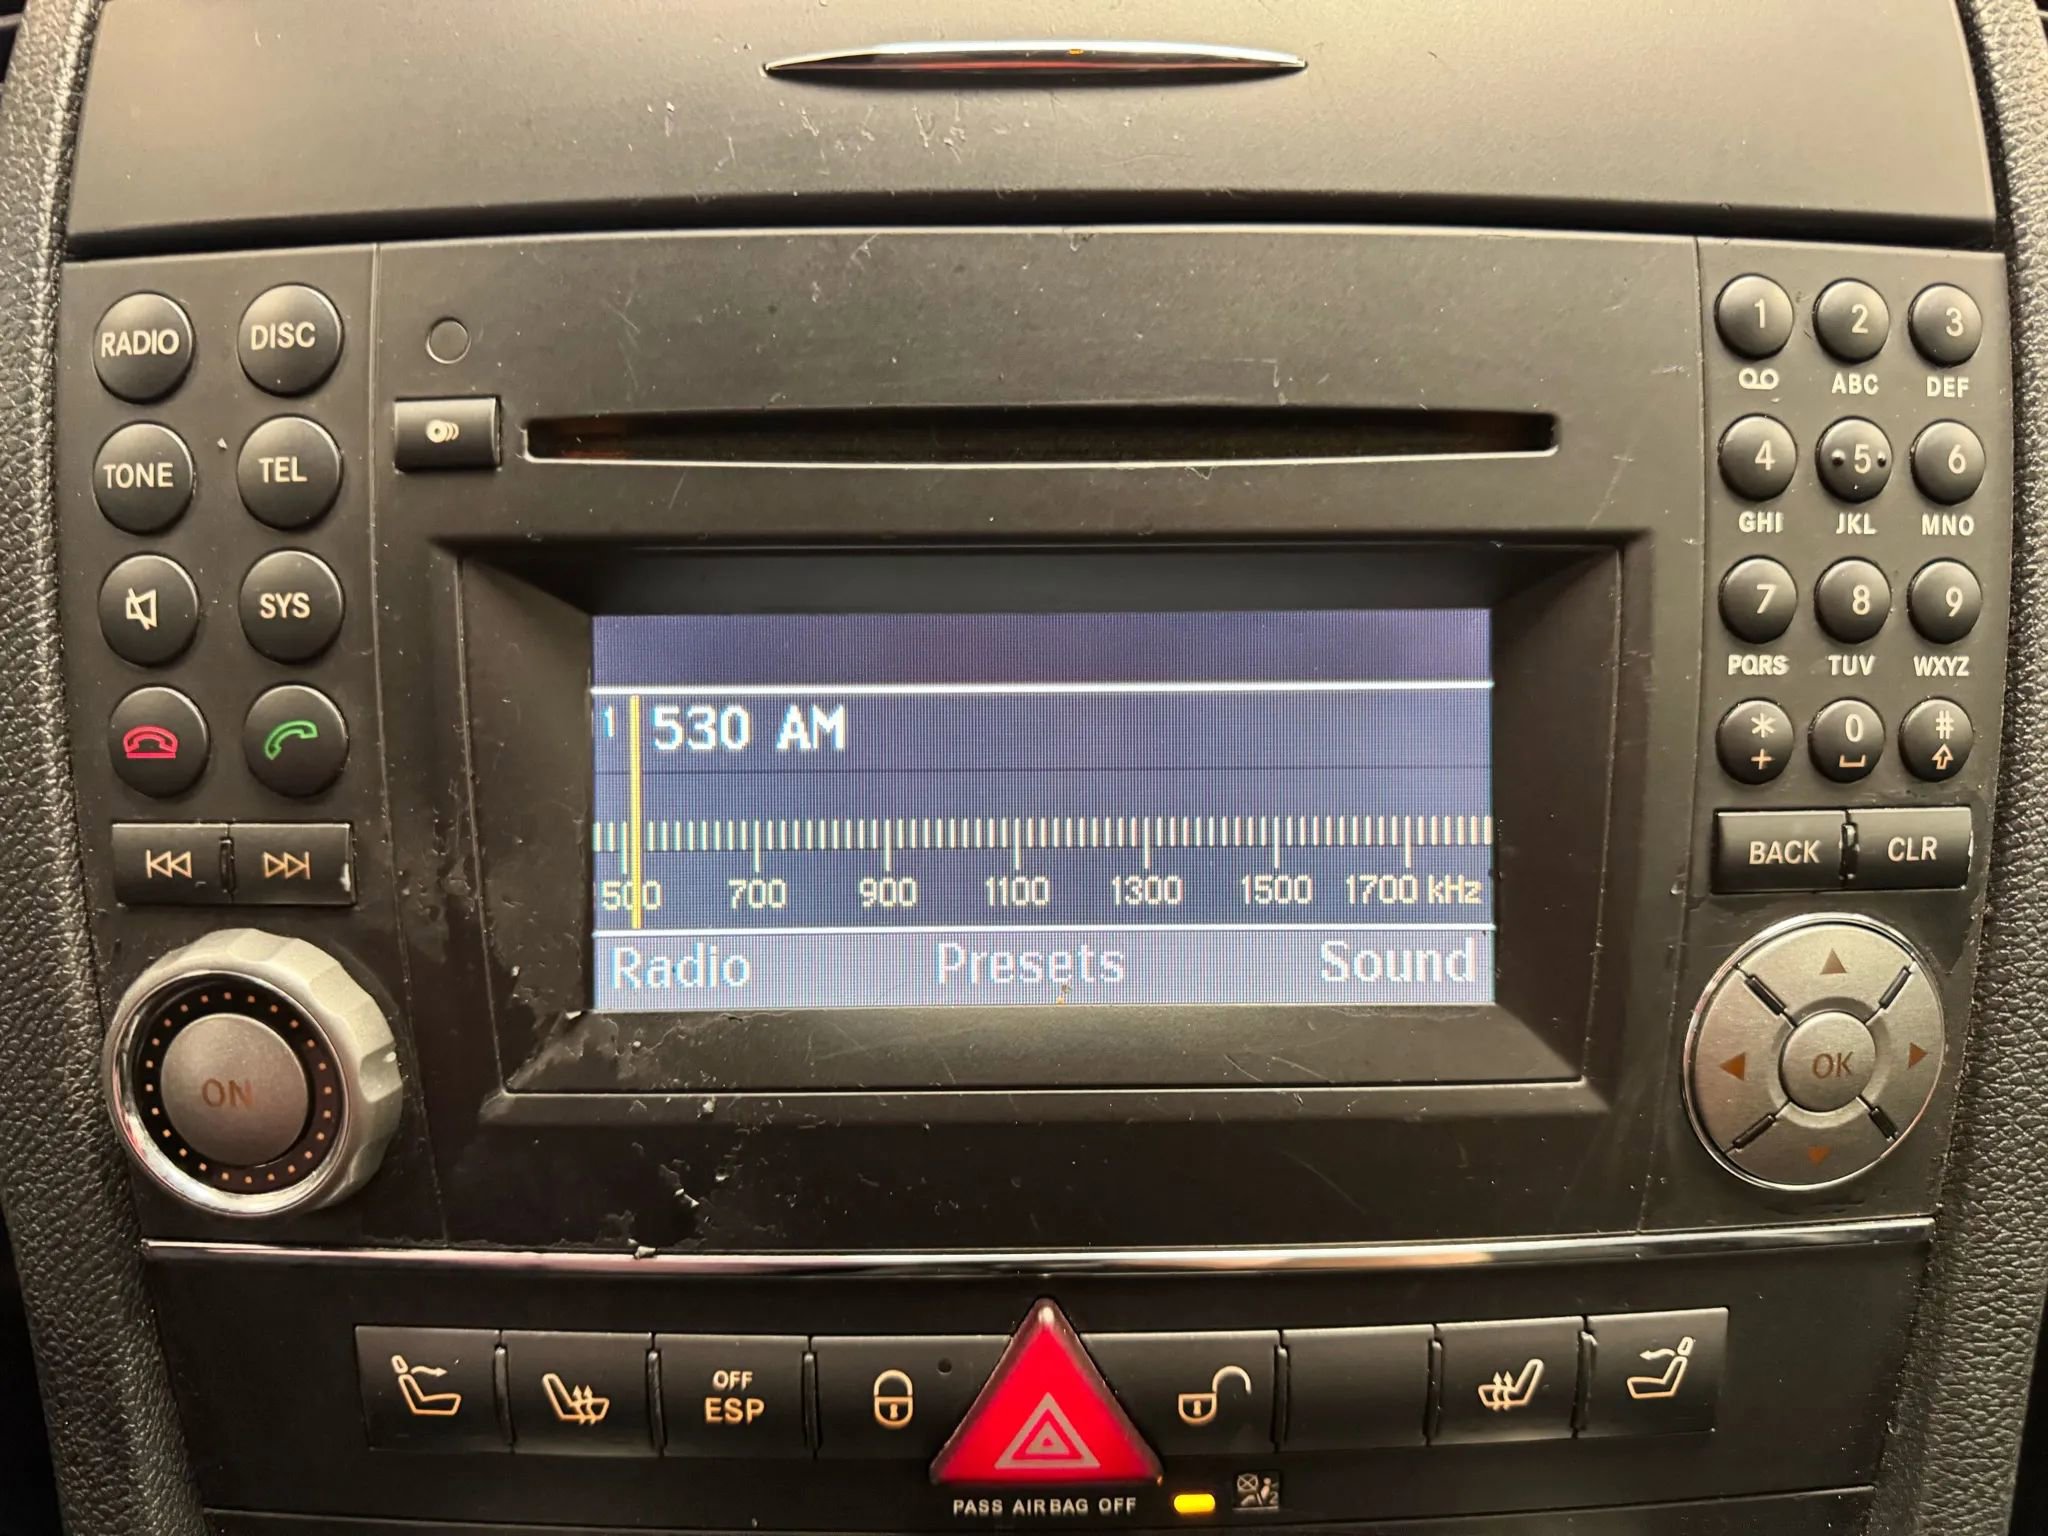 RADIO DISC
TONE TEL
SYS
ON
1 530 AM
500 700 900 1100 1300 1500 1700 kHz
Radio Presets Sound
1 2 3
ABC DEF
4 5 6
GHI JKL MNO
7 8 9
PQRS TUV WXYZ
* 0 #
+
BACK CLR
OK
OFF
ESP
PASS AIRBAG OFF
2